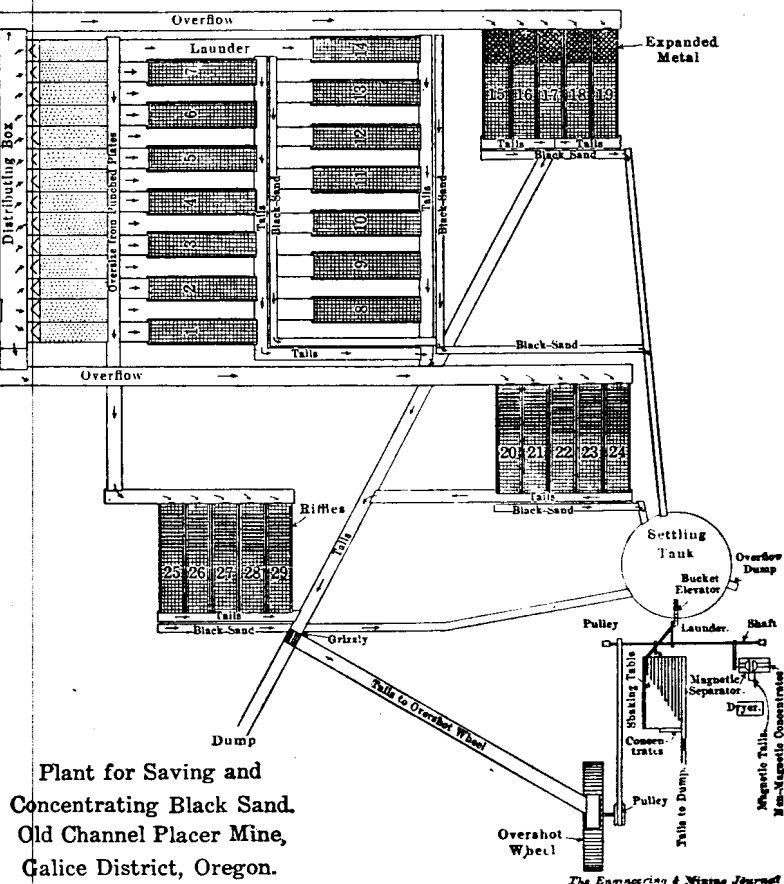 Overflow
Launder
Expanded
Metal
Distributing Box
Oversize from Punched Plates
7
6
5
4
3
2
1
Tails
Black-Sand
14
13
12
11
10
9
8
Tails
Black-Sand
15 16 17 18 19
Tails Tails
Black Sand
Tails
Black-Sand
Overflow
20 21 22 23 24
Tails
Black-Sand
Riffles
Tails
25 26 27 28 29
Tails
Black-Sand
Grizzly
Settling
Tank
Overflow
Dump
Bucket
Elevator
Pulley
Launder.
Shaft
Shaking Table
Magnetic
Separator.
Dryer.
Concen-
trates
Tails to Dump.
Magnetic Tails.
Non-Magnetic Concentrates
Tails to Overshot Wheel
Dump
Pulley
Overshot
Wheel
Plant for Saving and
Concentrating Black Sand.
Old Channel Placer Mine,
Galice District, Oregon.
The Engineering & Mining Journal